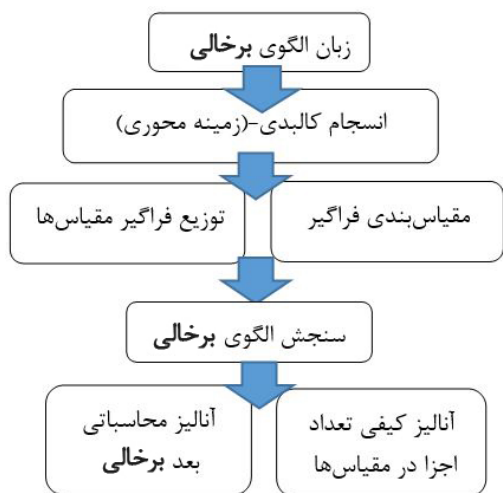 زبان الگوی برخالی
انسجام کالبدی-(زمینه محوری)
مقیاس‌بندی فراگیر
توزیع فراگیر مقیاس‌ها
سنجش الگوی برخالی
آنالیز کیفی تعداد
اجزا در مقیاس‌ها
آنالیز محاسباتی
بعد برخالی